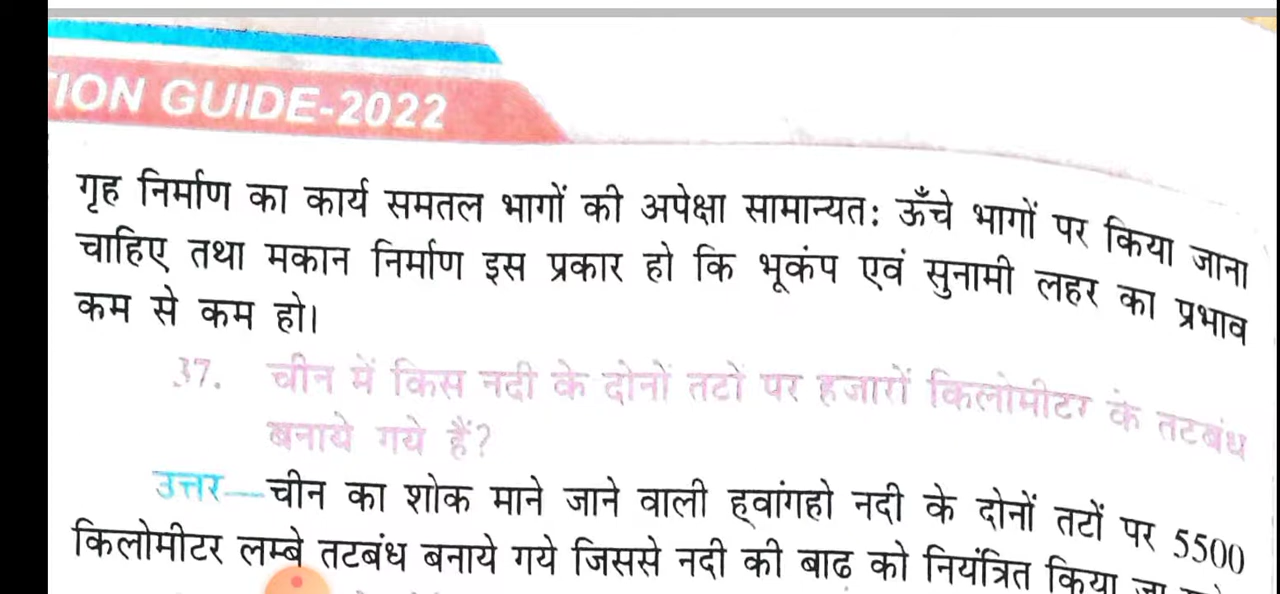 ION GUIDE-2022
गृह निर्माण का कार्य समतल भागों की अपेक्षा सामान्यतः ऊँचे भागों पर किया जाना
चाहिए तथा मकान निर्माण इस प्रकार हो कि भूकंप एवं सुनामी लहर का प्रभाव
कम से कम हो।
37. चीन में किस नदी के दोनों तटों पर हजारों किलोमीटर के तटबंध
बनाये गये हैं?
उत्तर—चीन का शोक माने जाने वाली ह्वांगहो नदी के दोनों तटों पर 5500
किलोमीटर लम्बे तटबंध बनाये गये जिससे नदी की बाढ को नियंत्रित किया जा